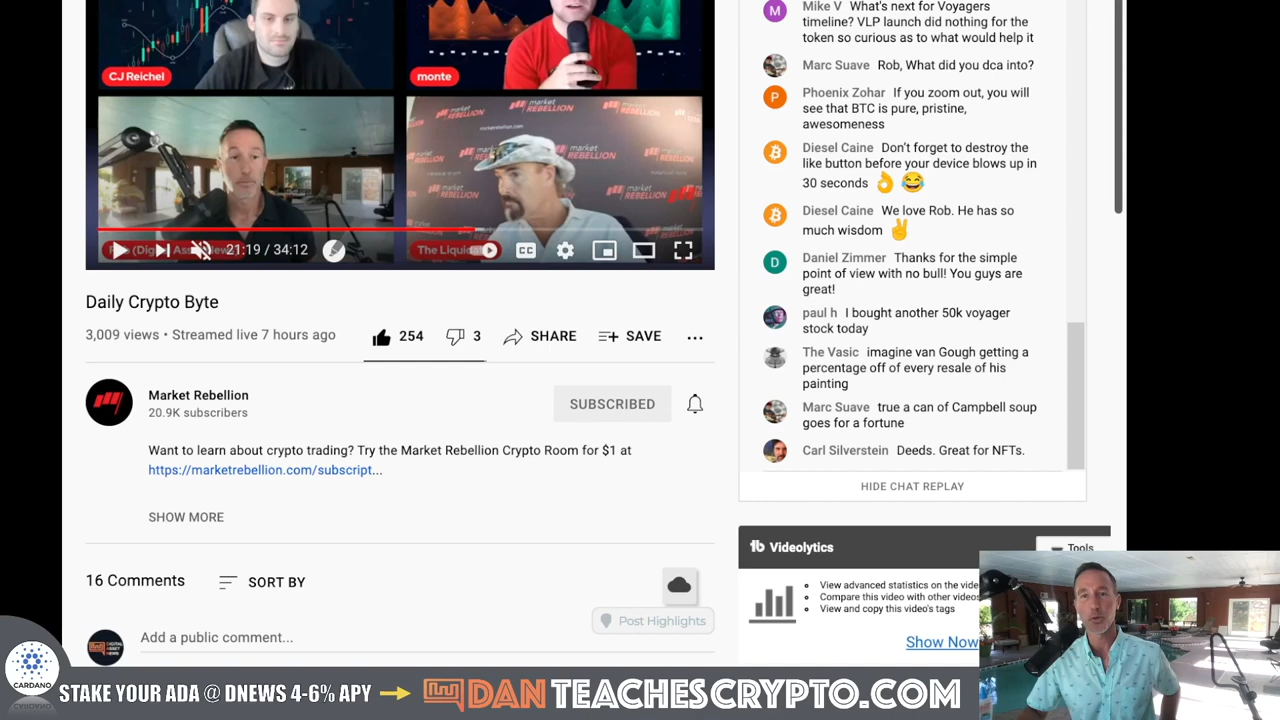 CJ Reichel
monte
market
REBELLION
marketrebellion.com
21:19 / 34:12
The Liquid
CC
Daily Crypto Byte
3,009 views • Streamed live 7 hours ago
254
3
SHARE
SAVE
Market Rebellion
20.9K subscribers
SUBSCRIBED
Want to learn about crypto trading? Try the Market Rebellion Crypto Room for $1 at
https://marketrebellion.com/subscript...
SHOW MORE
16 Comments
SORT BY
Post Highlights
Add a public comment...
M
Mike V What's next for Voyagers
timeline? VLP launch did nothing for the
token so curious as to what would help it
Marc Suave Rob, What did you dca into?
P
Phoenix Zohar If you zoom out, you will
see that BTC is pure, pristine,
awesomeness
Diesel Caine Don't forget to destroy the
like button before your device blows up in
30 seconds 👌 😂
Diesel Caine We love Rob. He has so
much wisdom ✌
D
Daniel Zimmer Thanks for the simple
point of view with no bull! You guys are
great!
paul h I bought another 50k voyager
stock today
The Vasic imagine van Gough getting a
percentage off of every resale of his
painting
Marc Suave true a can of Campbell soup
goes for a fortune
Carl Silverstein Deeds. Great for NFTs.
HIDE CHAT REPLAY
tb Videolytics
Tools
• View advanced statistics on the vide
• Compare this video with other videos
• View and copy this video's tags
Show Now
CARDANO
STAKE YOUR ADA @ DNEWS 4-6% APY
DANTEACHESCRYPTO.COM